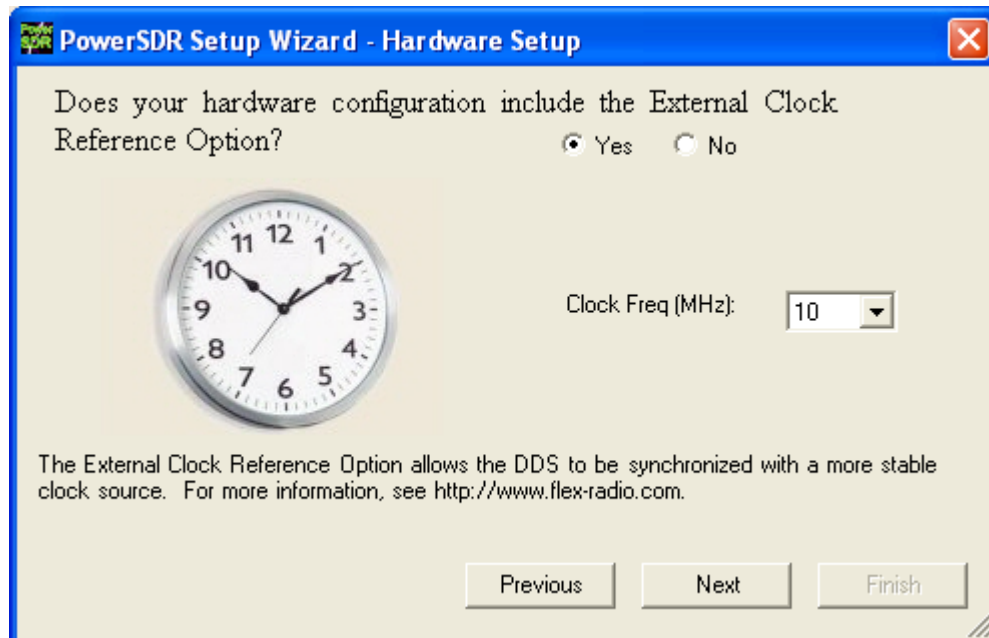 Power SDR PowerSDR Setup Wizard - Hardware Setup
Does your hardware configuration include the External Clock
Reference Option? Yes No
11 12 1
10 2
9 3
8 4
7 6 5
Clock Freq (MHz): 10
The External Clock Reference Option allows the DDS to be synchronized with a more stable
clock source. For more information, see http://www.flex-radio.com.
Previous Next Finish